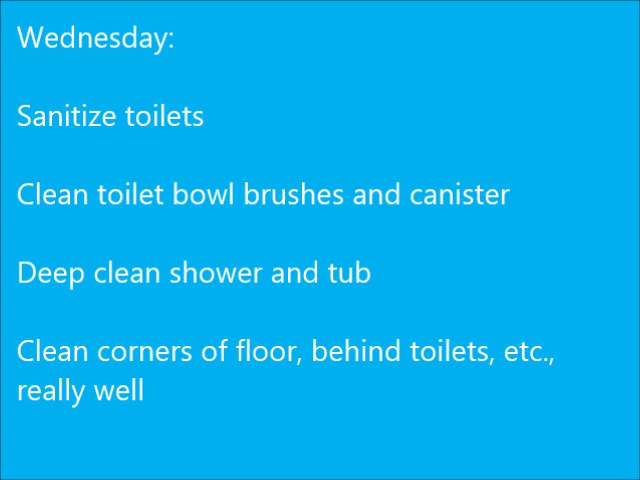 Wednesday:
Sanitize toilets
Clean toilet bowl brushes and canister
Deep clean shower and tub
Clean corners of floor, behind toilets, etc.,
really well